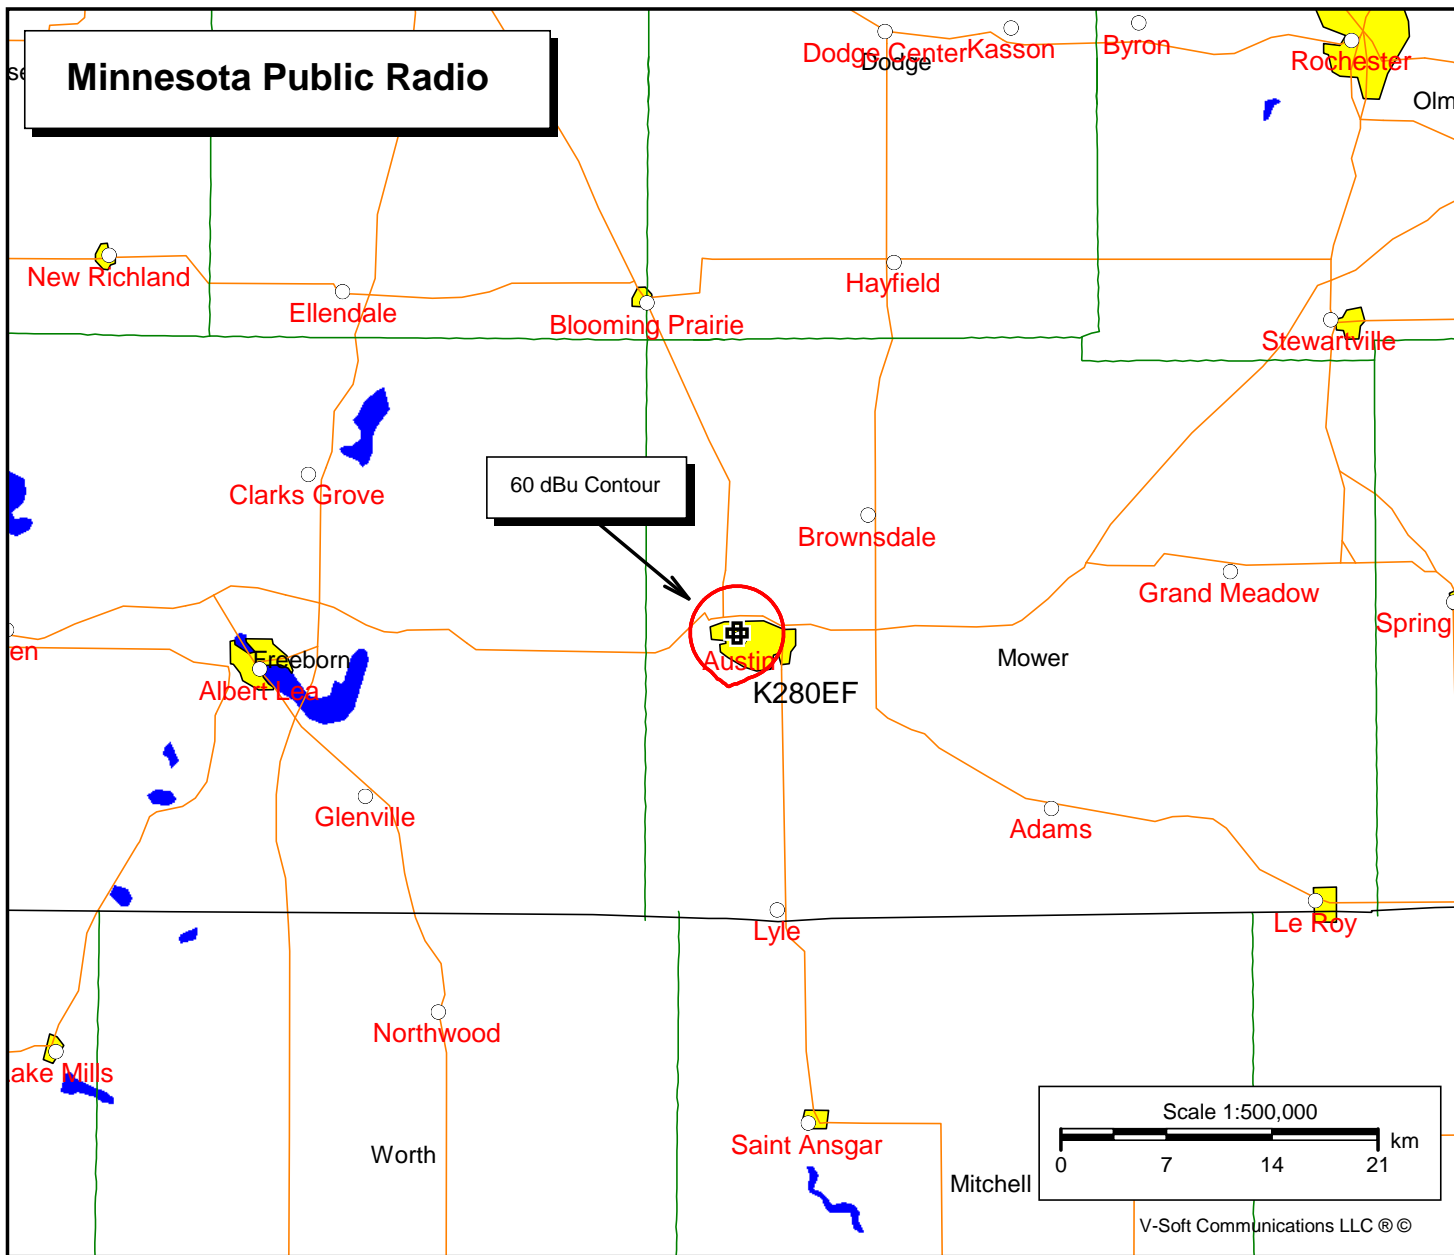 Minnesota Public Radio
Dodge Center
Kasson
Byron
Rochester
Dodge
se
Olm
New Richland
Ellendale
Blooming Prairie
Hayfield
Stewartville
60 dBu Contour
Clarks Grove
Brownsdale
Grand Meadow
Spring
en
Freeborn
Albert Lea
Austin
Mower
K280EF
Glenville
Adams
Lyle
Le Roy
Northwood
ake Mills
Worth
Saint Ansgar
Mitchell
Scale 1:500,000
km
0 7 14 21
V-Soft Communications LLC ® ©